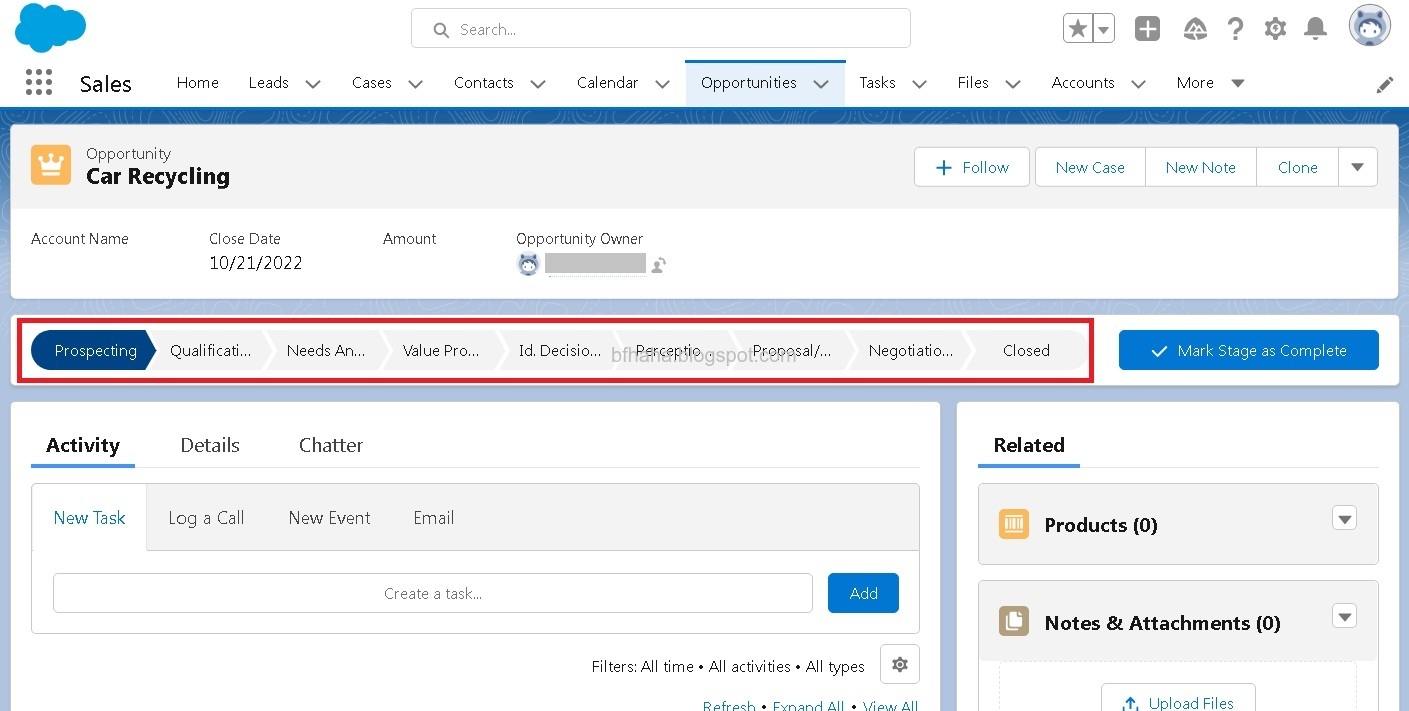 Search...
Sales Home Leads Cases Contacts Calendar Opportunities Tasks Files Accounts More
Opportunity
Car Recycling
Follow New Case New Note Clone
Account Name Close Date Amount Opportunity Owner
10/21/2022
Prospecting Qualificati... Needs An... Value Pro... Id. Decisio... Perceptio... Proposal/... Negotiatio... Closed Mark Stage as Complete
bfhana.blogspot.com
Activity Details Chatter Related
New Task Log a Call New Event Email
Products (0)
Create a task... Add
Notes & Attachments (0)
Filters: All time • All activities • All types
Refresh • Expand All • View All
Upload Files